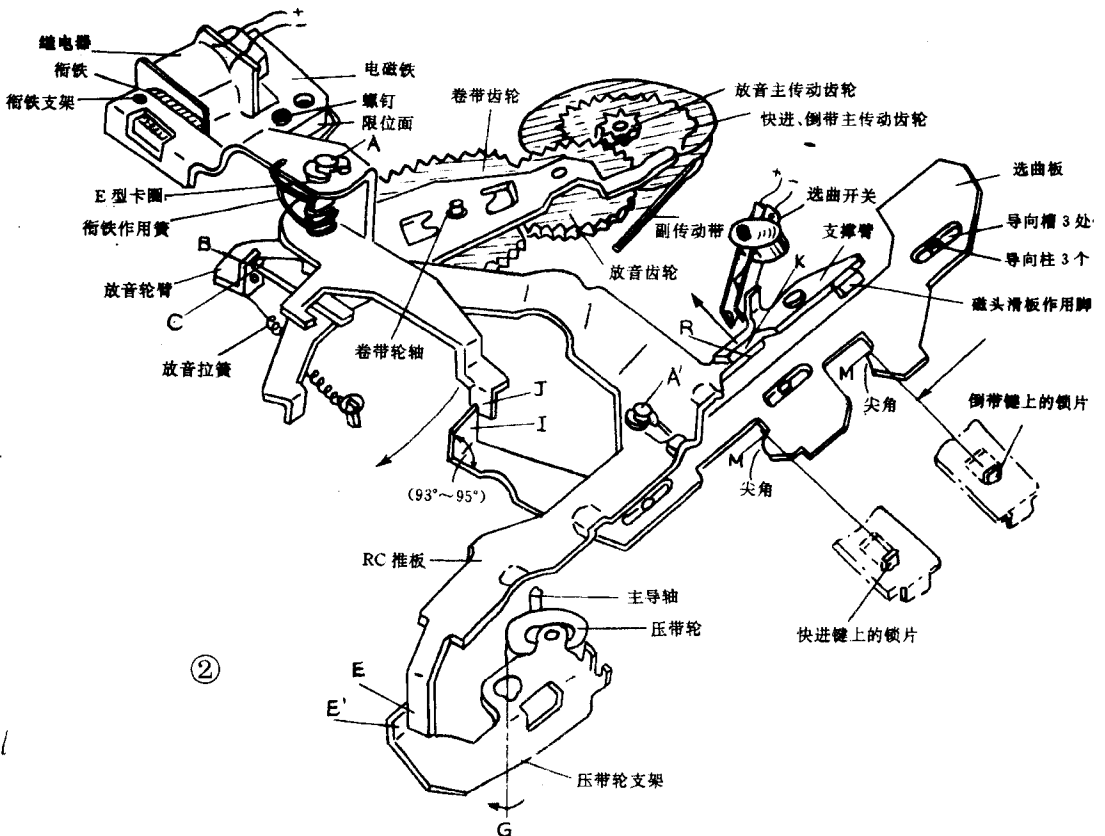 +
−
继电器
衔铁
衔铁支架
电磁铁
螺钉
限位面
A
卷带齿轮
放音主传动齿轮
快进、倒带主传动齿轮
E型卡圈
衔铁作用簧
B
放音轮臂
C
放音拉簧
卷带轮轴
放音齿轮
副传动带
+
−
选曲开关
支撑臂
K
选曲板
导向槽3处
导向柱3个
磁头滑板作用脚
R
A'
J
I
(93°～95°)
M
尖角
M
尖角
倒带键上的锁片
快进键上的锁片
RC推板
主导轴
压带轮
②
E
E'
压带轮支架
G